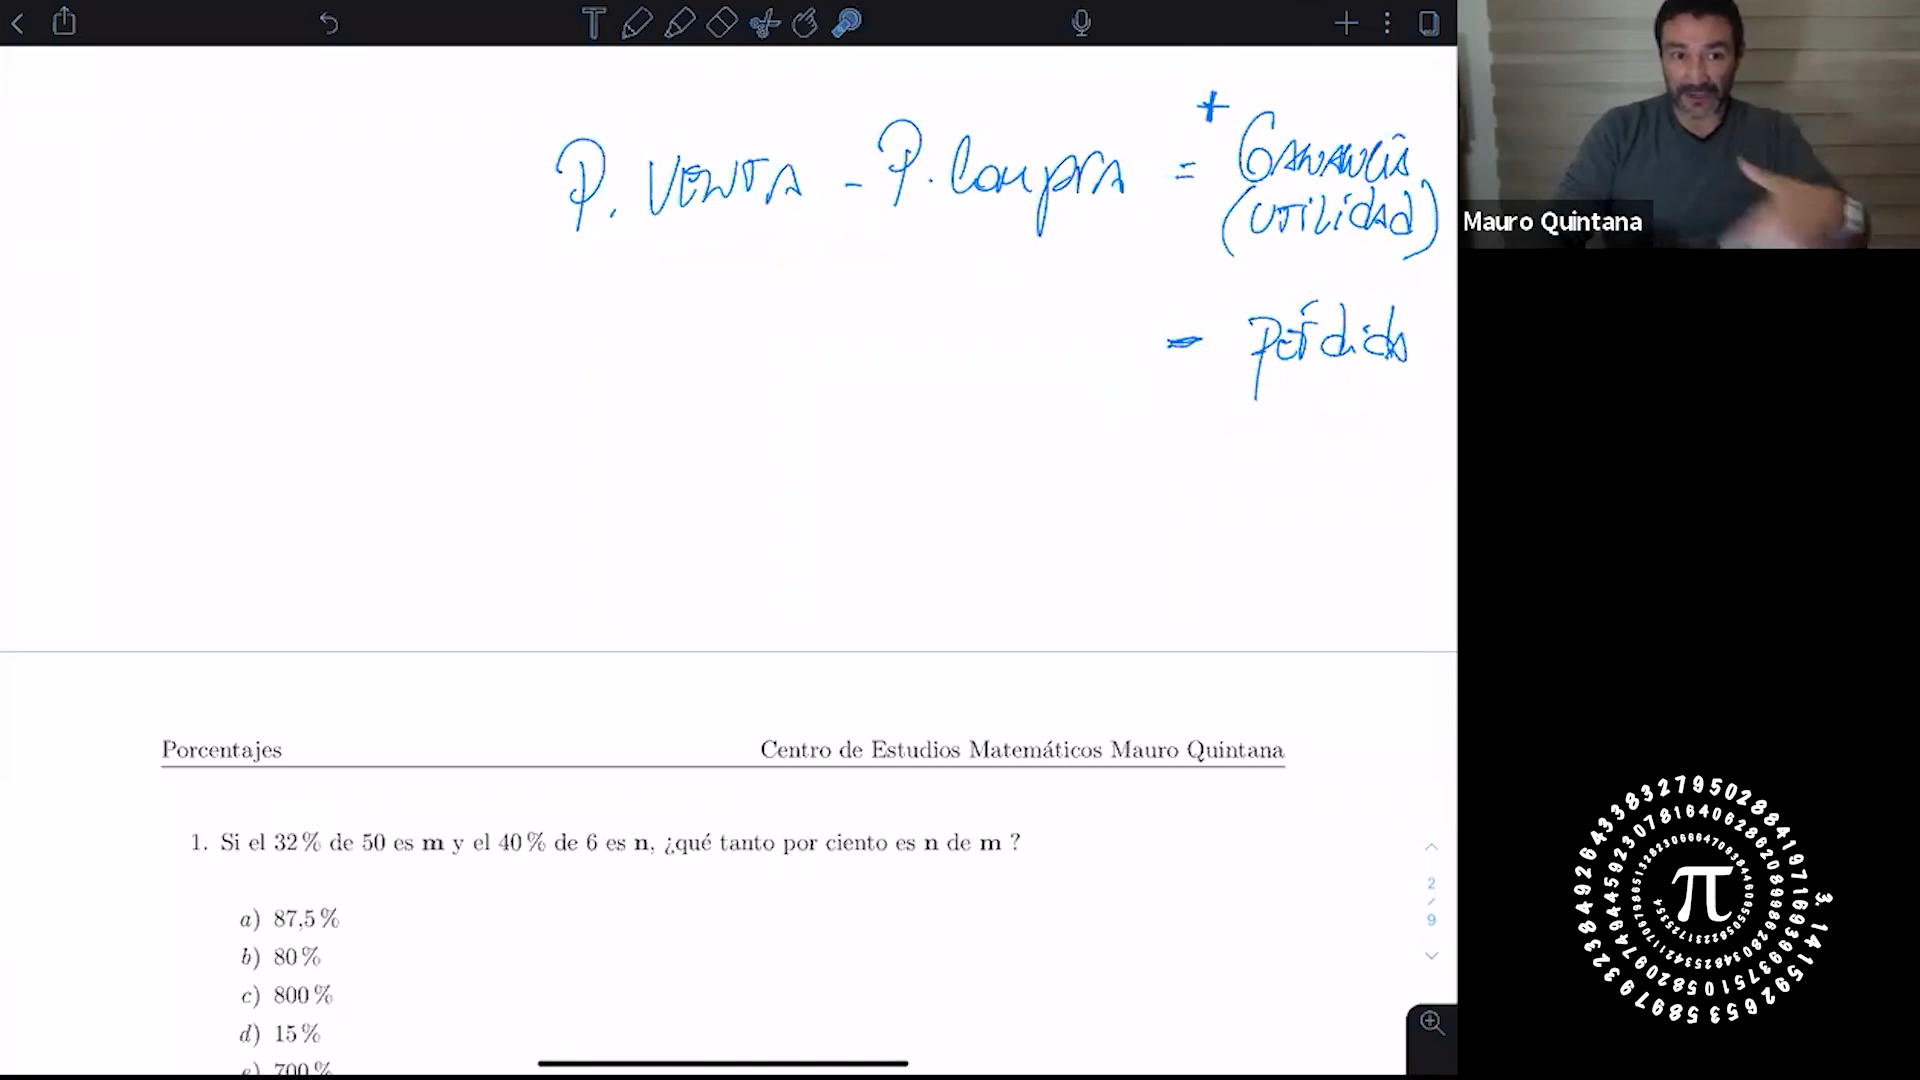 P. VENTA - P. Compra = + GANANCIA
(UTILIDAD)
- Pérdida
Mauro Quintana
Porcentajes
Centro de Estudios Matemáticos Mauro Quintana
1. Si el 32% de 50 es m y el 40% de 6 es n, ¿qué tanto por ciento es n de m ?
a) 87,5%
b) 80%
c) 800%
d) 15%
e) 700%
2
/
9
π